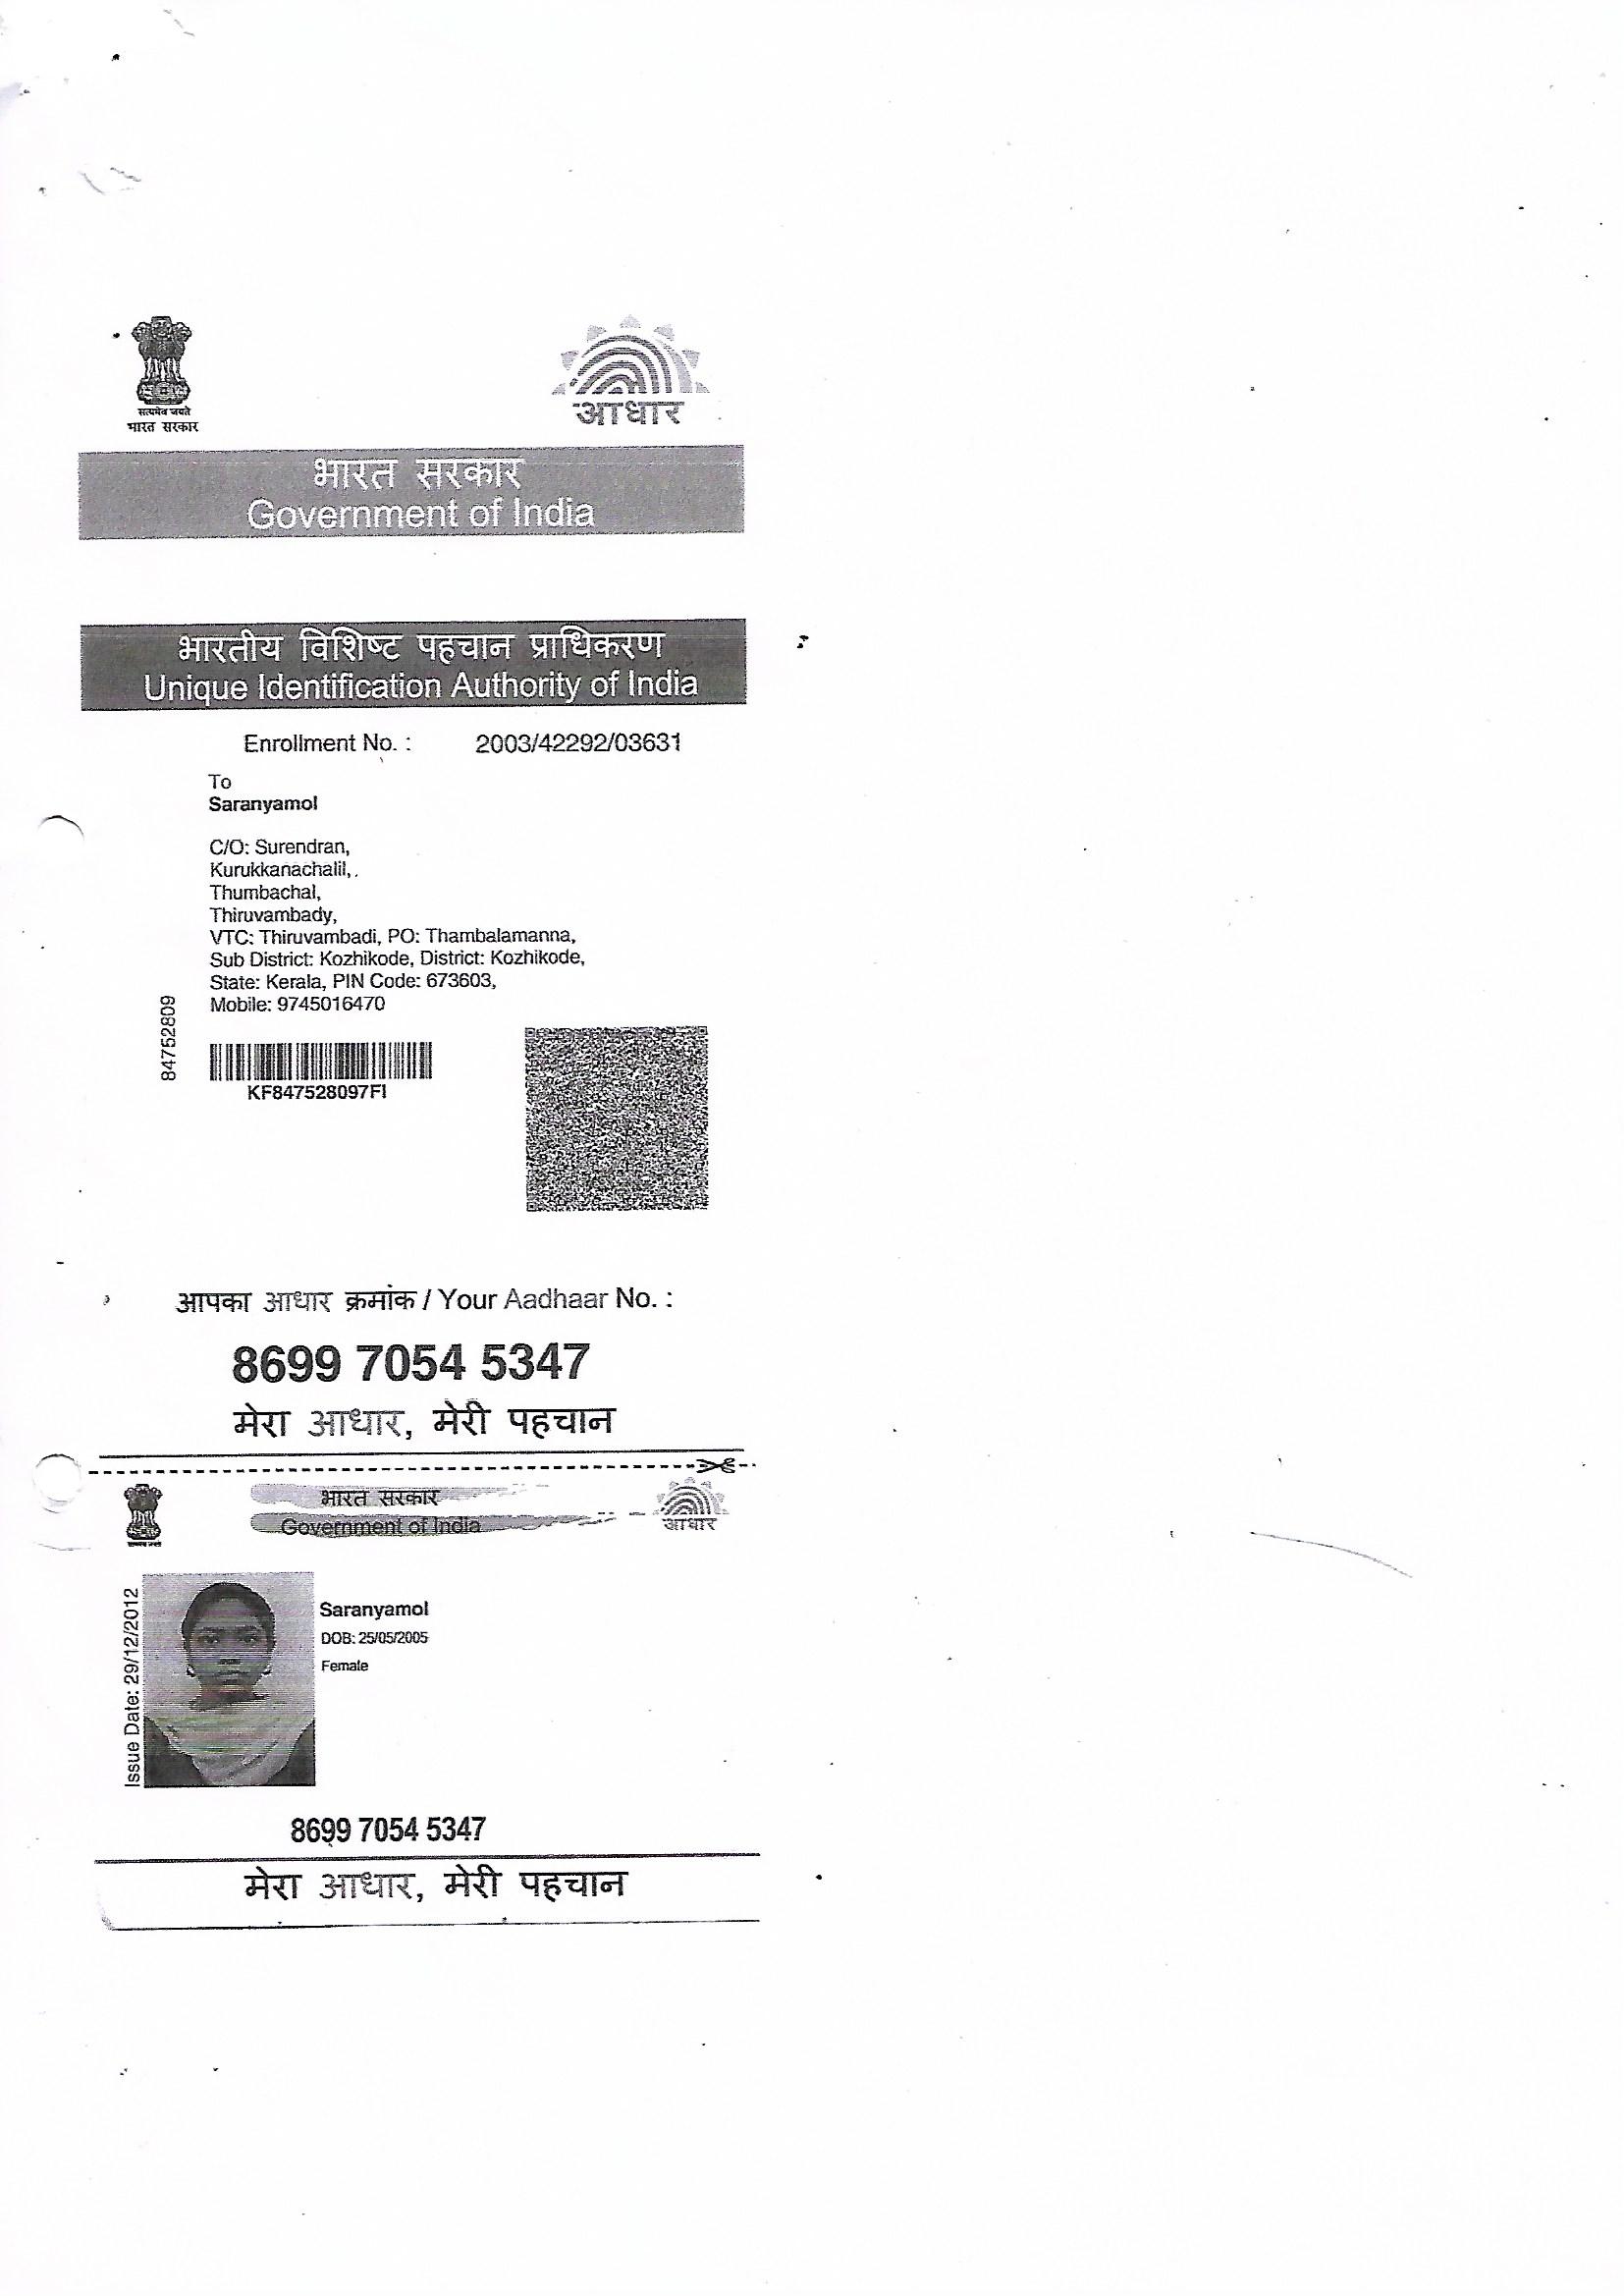 सत्यमेव जयते
भारत सरकार
आधार
भारत सरकार
Government of India
भारतीय विशिष्ट पहचान प्राधिकरण
Unique Identification Authority of India
Enrollment No. : 2003/42292/03631
To
Saranyamol
C/O: Surendran,
Kurukkanachalil, .
Thumbachal,
Thiruvambady,
VTC: Thiruvambadi, PO: Thambalamanna,
Sub District: Kozhikode, District: Kozhikode,
State: Kerala, PIN Code: 673603,
Mobile: 9745016470
84752809
KF847528097FI
आपका आधार क्रमांक / Your Aadhaar No. :
8699 7054 5347
मेरा आधार, मेरी पहचान
भारत सरकार
Government of India
आधार
Issue Date: 29/12/2012
Saranyamol
DOB: 25/05/2005
Female
8699 7054 5347
मेरा आधार, मेरी पहचान